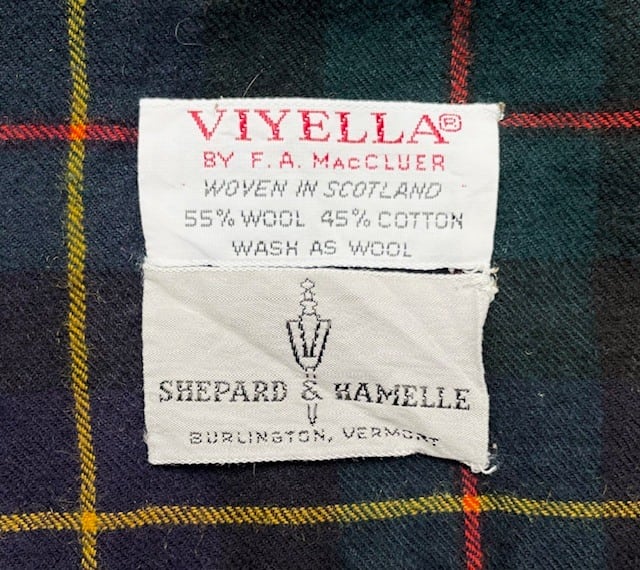 VIYELLA®
BY F. A. MACCLUER
WOVEN IN SCOTLAND
55% WOOL 45% COTTON
WASH AS WOOL
SHEPARD & HAMELLE
BURLINGTON, VERMONT